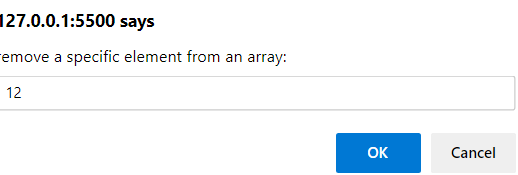 127.0.0.1:5500 says
remove a specific element from an array:
12
OK
Cancel